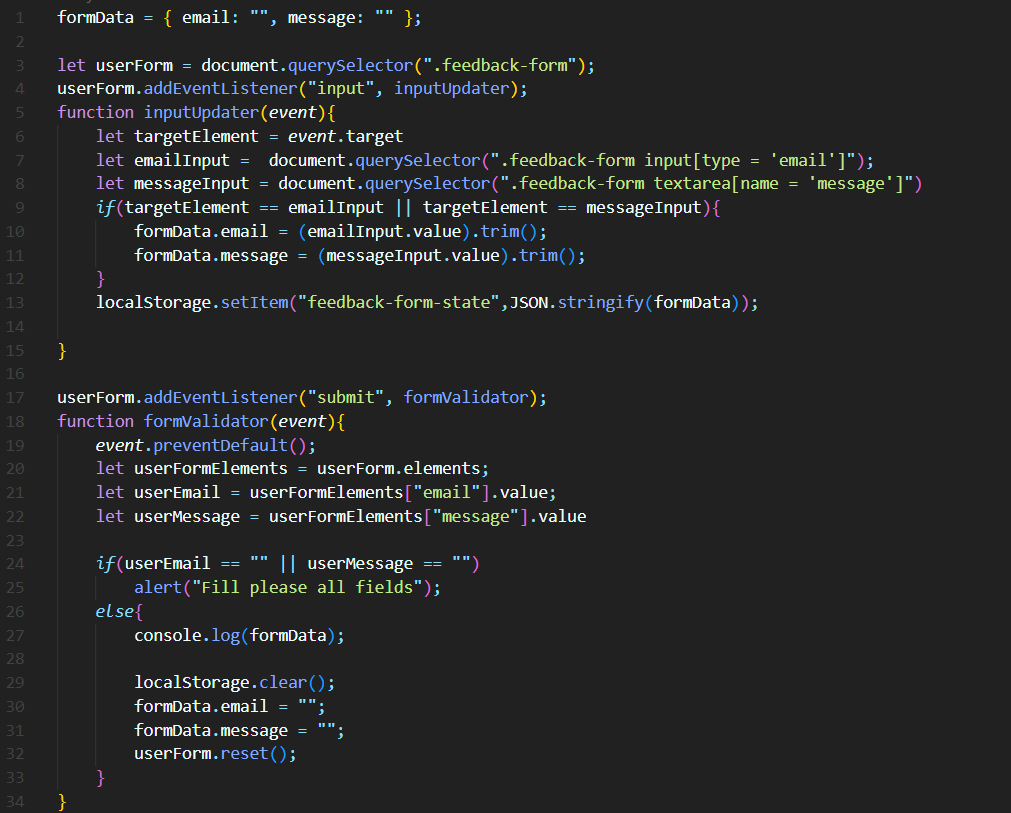 1 formData = { email: "", message: "" };
2
3 let userForm = document.querySelector(".feedback-form");
4 userForm.addEventListener("input", inputUpdater);
5 function inputUpdater(event){
6     let targetElement = event.target
7     let emailInput =  document.querySelector(".feedback-form input[type = 'email']");
8     let messageInput = document.querySelector(".feedback-form textarea[name = 'message']")
9     if(targetElement == emailInput || targetElement == messageInput){
10         formData.email = (emailInput.value).trim();
11         formData.message = (messageInput.value).trim();
12     }
13     localStorage.setItem("feedback-form-state",JSON.stringify(formData));
14
15 }
16
17 userForm.addEventListener("submit", formValidator);
18 function formValidator(event){
19     event.preventDefault();
20     let userFormElements = userForm.elements;
21     let userEmail = userFormElements["email"].value;
22     let userMessage = userFormElements["message"].value
23
24     if(userEmail == "" || userMessage == "")
25         alert("Fill please all fields");
26     else{
27         console.log(formData);
28
29         localStorage.clear();
30         formData.email = "";
31         formData.message = "";
32         userForm.reset();
33     }
34 }